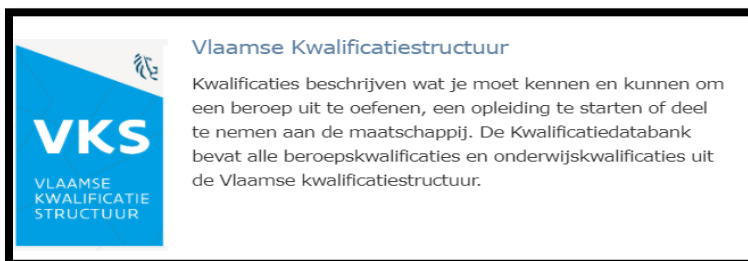 Vlaamse Kwalificatiestructuur
Kwalificaties beschrijven wat je moet kennen en kunnen om
een beroep uit te oefenen, een opleiding te starten of deel
te nemen aan de maatschappij. De Kwalificatiedatabank
bevat alle beroepskwalificaties en onderwijskwalificaties uit
de Vlaamse kwalificatiestructuur.
VKS
VLAAMSE
KWALIFICATIE
STRUCTUUR